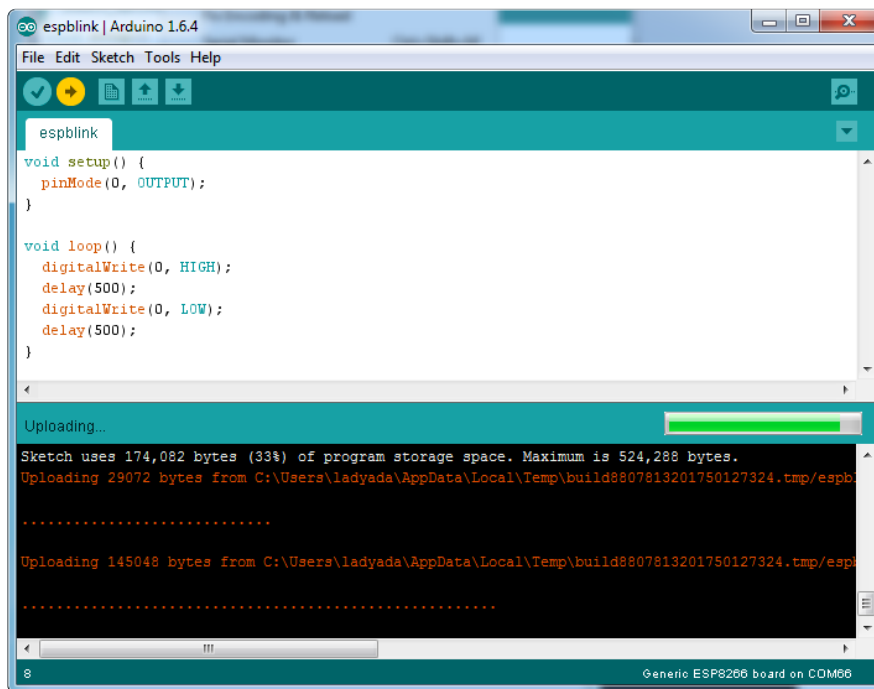 espblink | Arduino 1.6.4
File Edit Sketch Tools Help
espblink
void setup() {
  pinMode(0, OUTPUT);
}
void loop() {
  digitalWrite(0, HIGH);
  delay(500);
  digitalWrite(0, LOW);
  delay(500);
}
Uploading...
Sketch uses 174,082 bytes (33%) of program storage space. Maximum is 524,288 bytes.
Uploading 29072 bytes from C:\Users\ladyada\AppData\Local\Temp\build8807813201750127324.tmp/espbl
.............................
Uploading 145048 bytes from C:\Users\ladyada\AppData\Local\Temp\build8807813201750127324.tmp/espb
.......................................................
8
Generic ESP8266 board on COM66